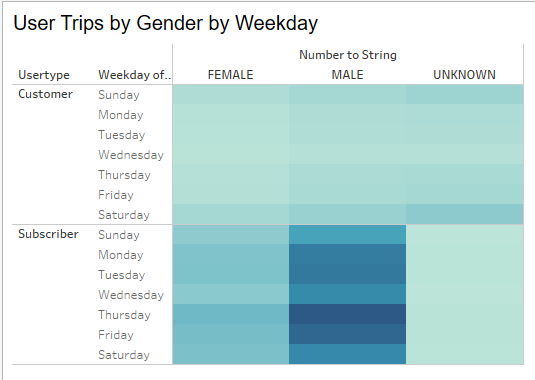 User Trips by Gender by Weekday
Number to String
Usertype Weekday of.. FEMALE MALE UNKNOWN
Customer Sunday
Monday
Tuesday
Wednesday
Thursday
Friday
Saturday
Subscriber Sunday
Monday
Tuesday
Wednesday
Thursday
Friday
Saturday